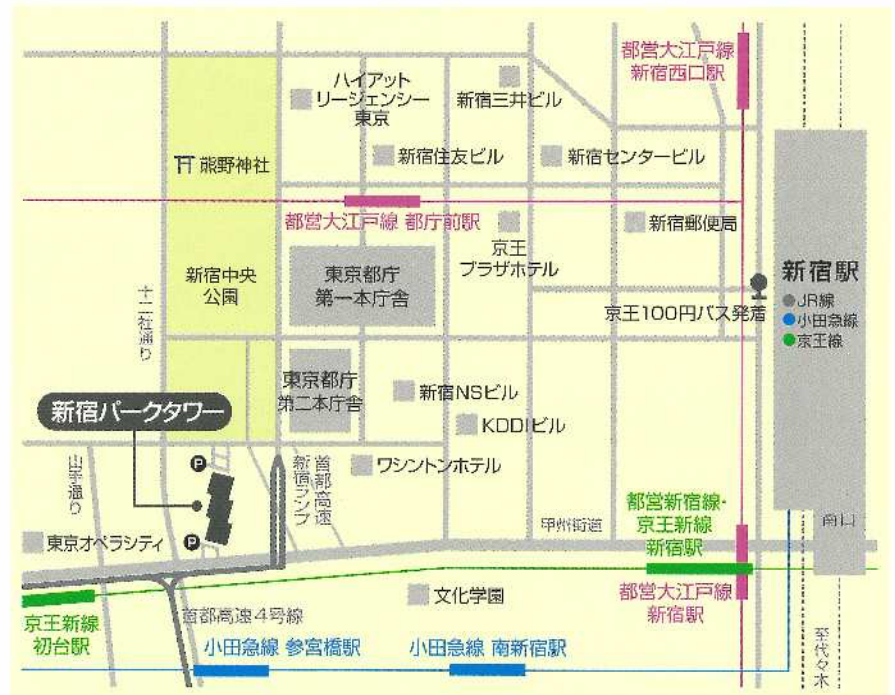 都営大江戸線
新宿西口駅
ハイアット
リージェンシー
東京
新宿三井ビル
熊野神社
新宿住友ビル
新宿センタービル
都営大江戸線 都庁前駅
新宿郵便局
京王
プラザホテル
新宿中央
公園
東京都庁
第一本庁舎
新宿駅
JR線
小田急線
京王線
京王100円バス発着
十二社通り
東京都庁
第二本庁舎
新宿NSビル
新宿パークタワー
KDDIビル
山手通り
P
首都高速
新宿ランプ
ワシントンホテル
都営新宿線・
京王新線
新宿駅
甲州街道
南口
東京オペラシティ
P
京王新線
初台駅
首都高速4号線
文化学園
都営大江戸線
新宿駅
小田急線 参宮橋駅
小田急線 南新宿駅
至代々木